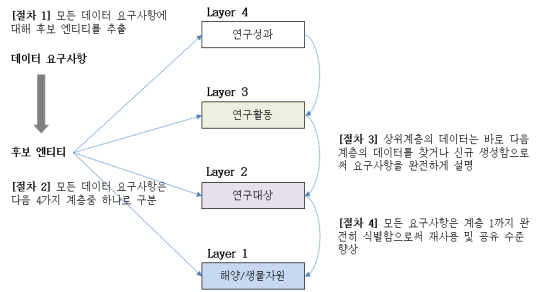 [절차 1] 모든 데이터 요구사항에
대해 후보 엔티티를 추출
데이터 요구사항
후보 엔티티
[절차 2] 모든 데이터 요구사항은
다음 4가지 계층중 하나로 구분
Layer 4
연구성과
Layer 3
연구활동
Layer 2
연구대상
Layer 1
해양/생물자원
[절차 3] 상위계층의 데이터는 바로 다음
계층의 데이터를 찾거나 신규 생성함으로
써 요구사항을 완전하게 설명
[절차 4] 모든 요구사항은 계층 1까지 완
전히 식별함으로써 재사용 및 공유 수준
향상